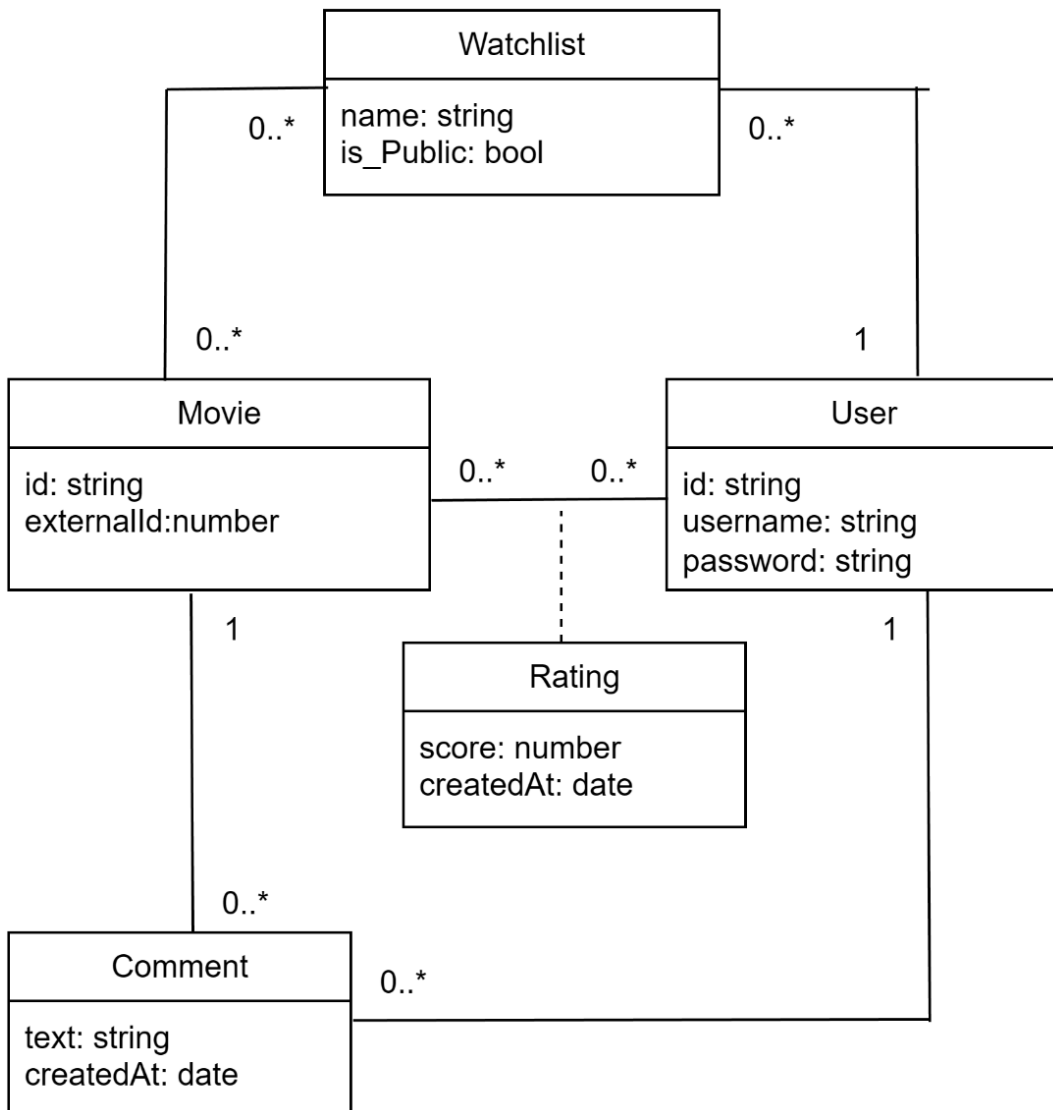 Watchlist
name: string
is_Public: bool
0..*
0..*
0..*
1
Movie
id: string
externalId:number
User
id: string
username: string
password: string
0..*
0..*
1
1
Rating
score: number
createdAt: date
0..*
Comment
text: string
createdAt: date
0..*